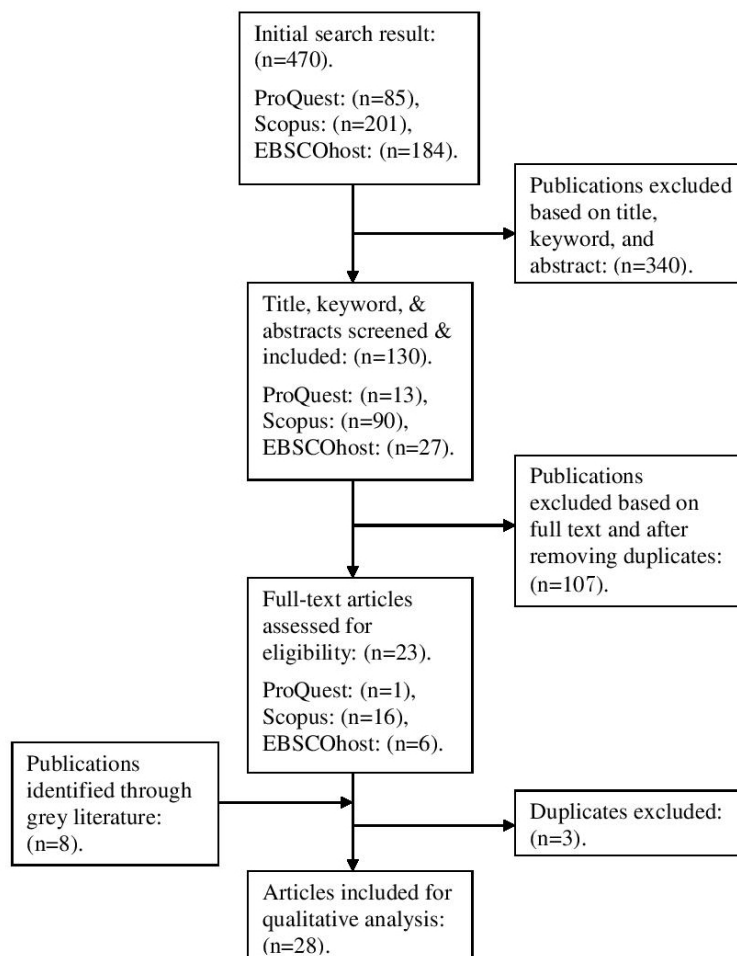 Initial search result:
(n=470).
ProQuest: (n=85),
Scopus: (n=201),
EBSCOhost: (n=184).
Publications excluded
based on title,
keyword, and
abstract: (n=340).
Title, keyword, &
abstracts screened &
included: (n=130).
ProQuest: (n=13),
Scopus: (n=90),
EBSCOhost: (n=27).
Publications
excluded based on
full text and after
removing duplicates:
(n=107).
Full-text articles
assessed for
eligibility: (n=23).
ProQuest: (n=1),
Scopus: (n=16),
EBSCOhost: (n=6).
Publications
identified through
grey literature:
(n=8).
Duplicates excluded:
(n=3).
Articles included for
qualitative analysis:
(n=28).